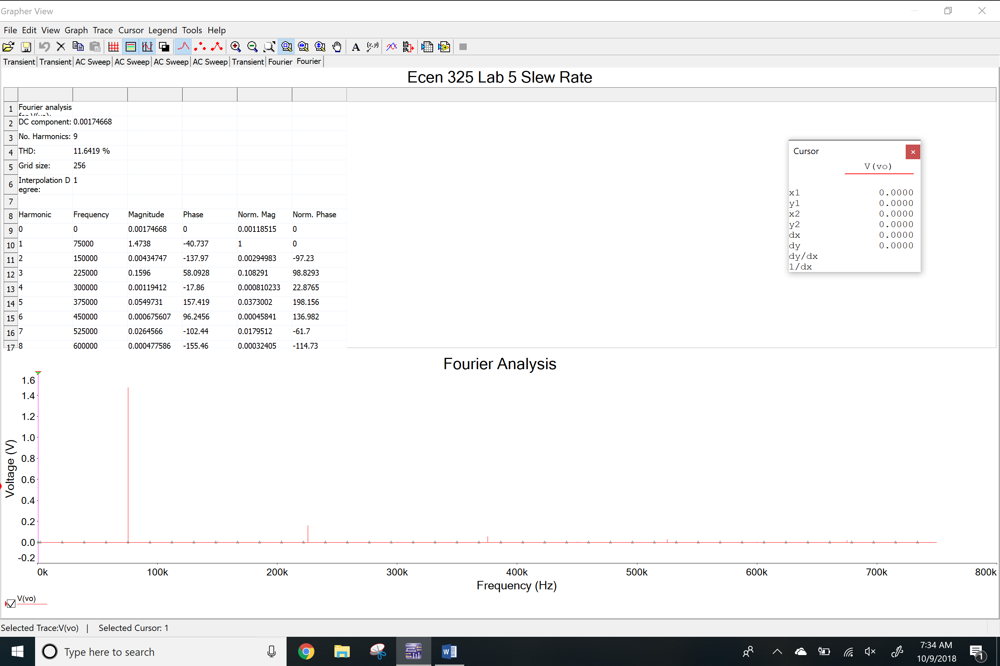 Grapher View
File Edit View Graph Trace Cursor Legend Tools Help
Transient Transient AC Sweep AC Sweep AC Sweep AC Sweep Transient Fourier Fourier
Ecen 325 Lab 5 Slew Rate
1 Fourier analysis
for V(vo):
2 DC component: 0.00174668
3 No. Harmonics: 9
4 THD: 11.6419 %
5 Grid size: 256
6 Interpolation D 1
egree:
7
8 Harmonic Frequency Magnitude Phase Norm. Mag Norm. Phase
9 0 0 0.00174668 0 0.00118515 0
10 1 75000 1.4738 -40.737 1 0
11 2 150000 0.00434747 -137.97 0.00294983 -97.23
12 3 225000 0.1596 58.0928 0.108291 98.8293
13 4 300000 0.00119412 -17.86 0.000810233 22.8765
14 5 375000 0.0549731 157.419 0.0373002 198.156
15 6 450000 0.000675607 96.2456 0.00045841 136.982
16 7 525000 0.0264566 -102.44 0.0179512 -61.7
17 8 600000 0.000477586 -155.46 0.00032405 -114.73
Cursor
V(vo)
x1 0.0000
y1 0.0000
x2 0.0000
y2 0.0000
dx 0.0000
dy 0.0000
dy/dx
1/dx
Fourier Analysis
Voltage (V)
1.6
1.4
1.2
1.0
0.8
0.6
0.4
0.2
0.0
-0.2
0k 100k 200k 300k 400k 500k 600k 700k 800k
Frequency (Hz)
V(vo)
Selected Trace:V(vo) | Selected Cursor: 1
Type here to search
7:34 AM
10/9/2018
1